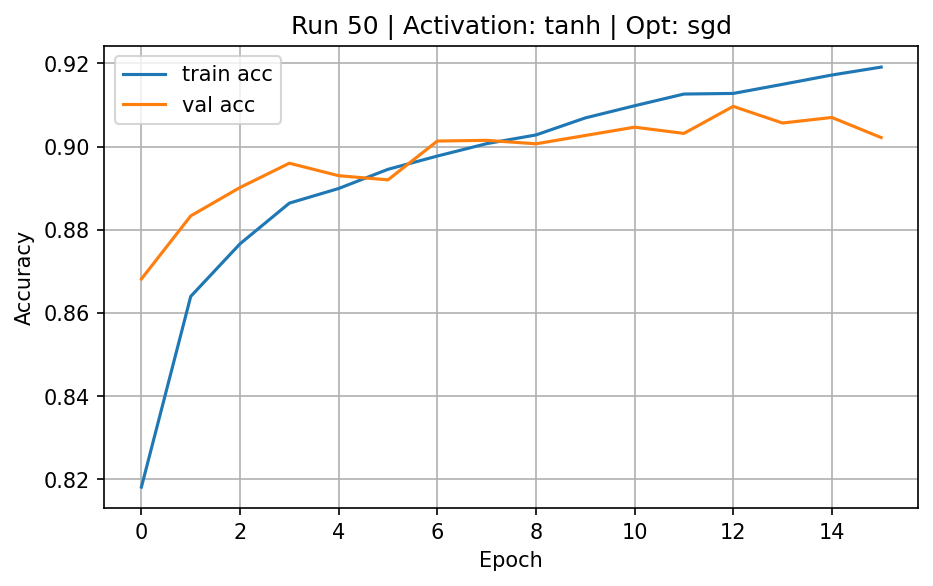 Run 50 | Activation: tanh | Opt: sgd
train acc
val acc
0.92
0.90
0.88
0.86
0.84
0.82
Accuracy
0 2 4 6 8 10 12 14
Epoch